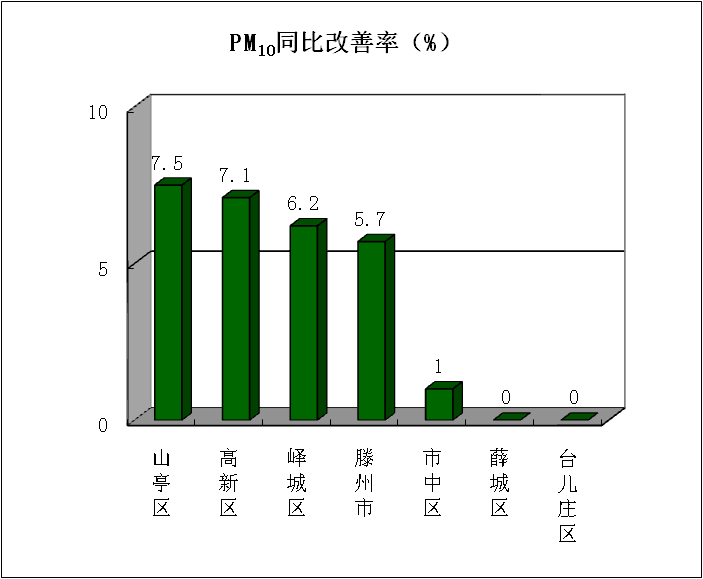 PM10同比改善率（%）
10
5
0
7.5
7.1
6.2
5.7
1
0
0
山亭区
高新区
峄城区
滕州市
市中区
薛城区
台儿庄区